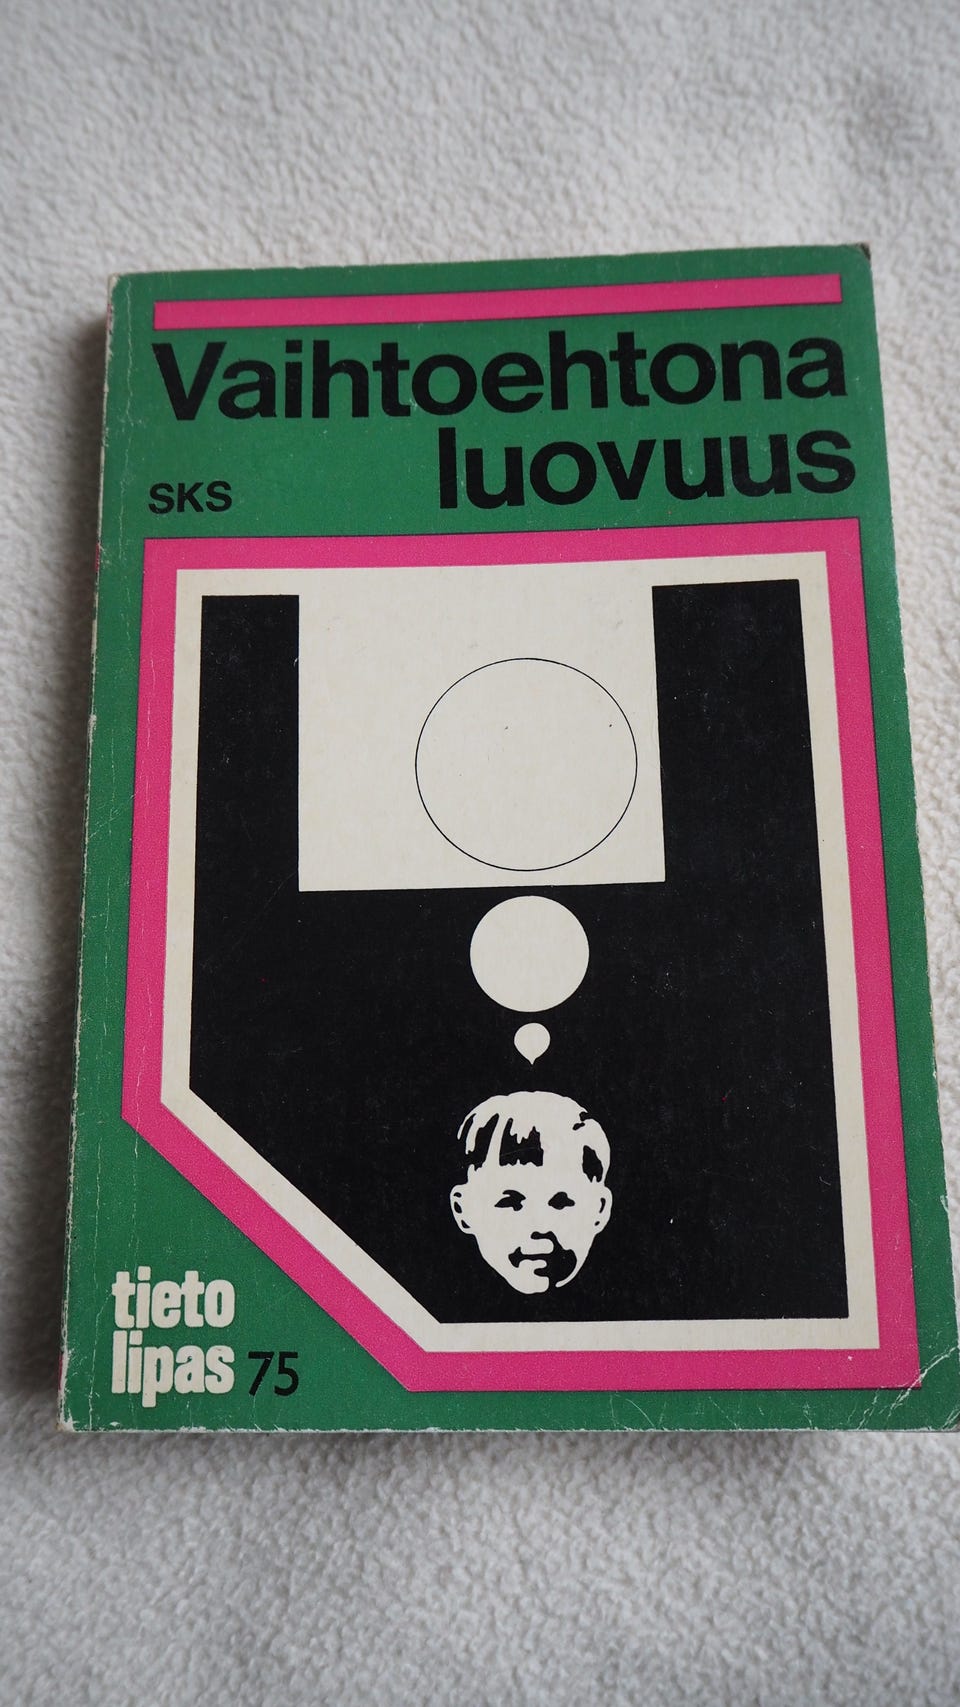 Vaihtoehtona
luovuus
SKS
tieto
lipas 75